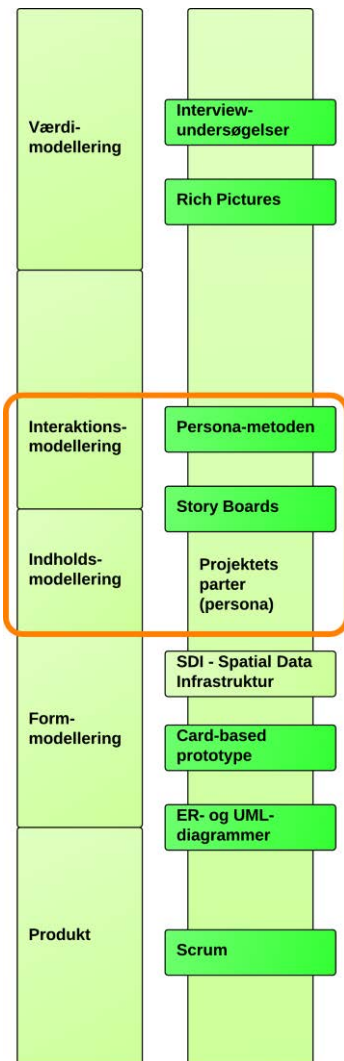 Værdi-
modellering
Interview-
undersøgelser
Rich Pictures
Interaktions-
modellering
Persona-metoden
Story Boards
Indholds-
modellering
Projektets
parter
(persona)
SDI - Spatial Data
Infrastruktur
Form-
modellering
Card-based
prototype
ER- og UML-
diagrammer
Produkt
Scrum